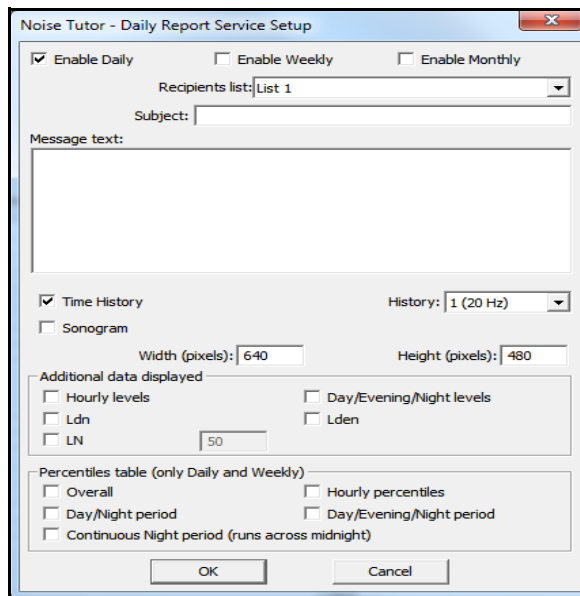 Noise Tutor - Daily Report Service Setup
Enable Daily Enable Weekly Enable Monthly
Recipients list: List 1
Subject:
Message text:
Time History History: 1 (20 Hz)
Sonogram
Width (pixels): 640 Height (pixels): 480
Additional data displayed
Hourly levels Day/Evening/Night levels
Ldn Lden
LN 50
Percentiles table (only Daily and Weekly)
Overall Hourly percentiles
Day/Night period Day/Evening/Night period
Continuous Night period (runs across midnight)
OK Cancel